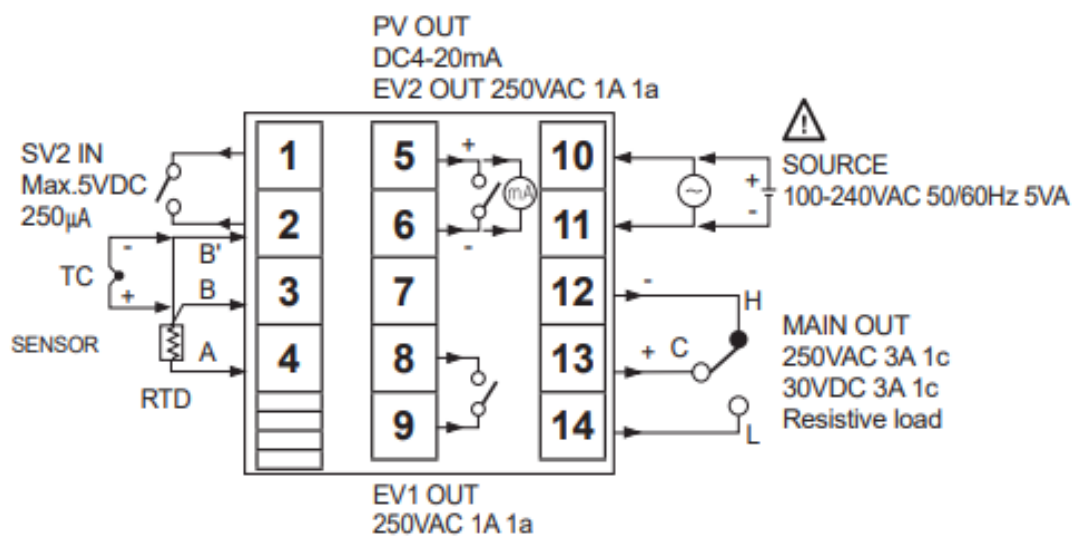 PV OUT
DC4-20mA
EV2 OUT 250VAC 1A 1a
SV2 IN
Max.5VDC
250µA
TC
-
+
B'
B
A
SENSOR
RTD
1
2
3
4
5
6
7
8
9
+
-
mA
10
11
12
13
14
~
+
-
SOURCE
100-240VAC 50/60Hz 5VA
-
H
+ C
L
MAIN OUT
250VAC 3A 1c
30VDC 3A 1c
Resistive load
EV1 OUT
250VAC 1A 1a